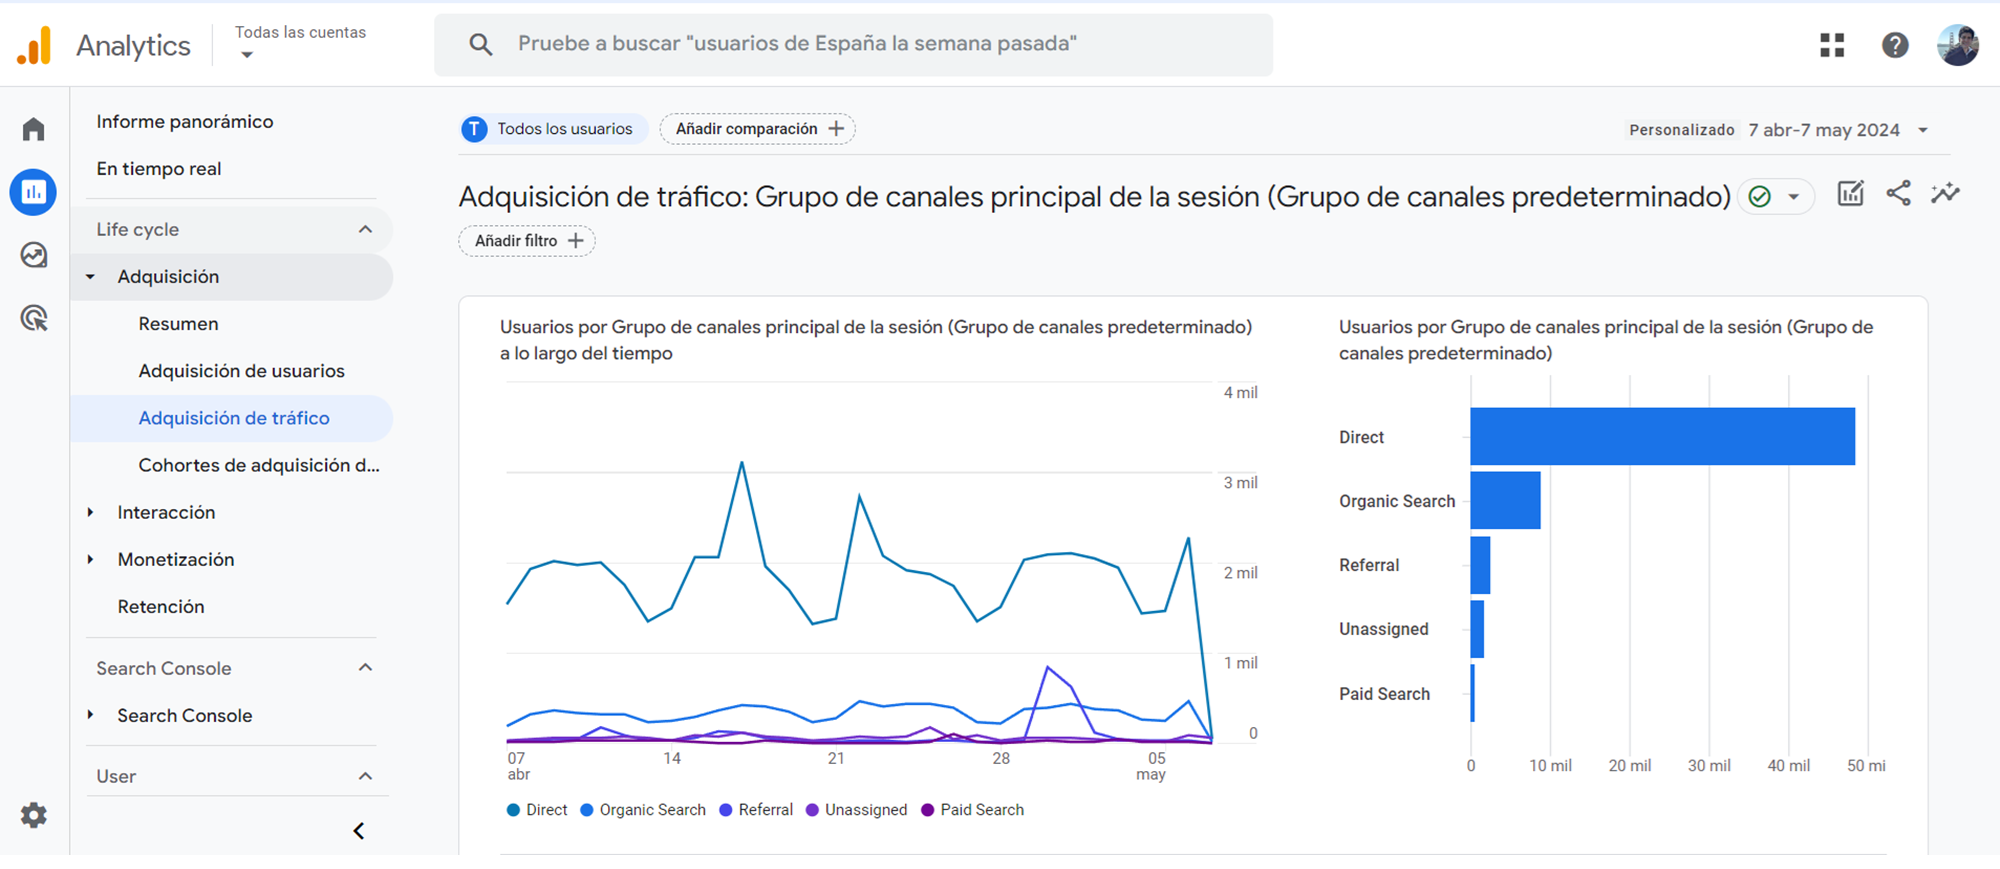 Analytics
Todas las cuentas
Pruebe a buscar "usuarios de España la semana pasada"
Informe panorámico
En tiempo real
Life cycle
Adquisición
Resumen
Adquisición de usuarios
Adquisición de tráfico
Cohortes de adquisición d...
Interacción
Monetización
Retención
Search Console
Search Console
User
T Todos los usuarios
Añadir comparación
Personalizado 7 abr-7 may 2024
Adquisición de tráfico: Grupo de canales principal de la sesión (Grupo de canales predeterminado)
Añadir filtro
Usuarios por Grupo de canales principal de la sesión (Grupo de canales predeterminado)
a lo largo del tiempo
4 mil
3 mil
2 mil
1 mil
0
07 14 21 28 05
abr may
Direct Organic Search Referral Unassigned Paid Search
Usuarios por Grupo de canales principal de la sesión (Grupo de
canales predeterminado)
Direct
Organic Search
Referral
Unassigned
Paid Search
0 10 mil 20 mil 30 mil 40 mil 50 mi